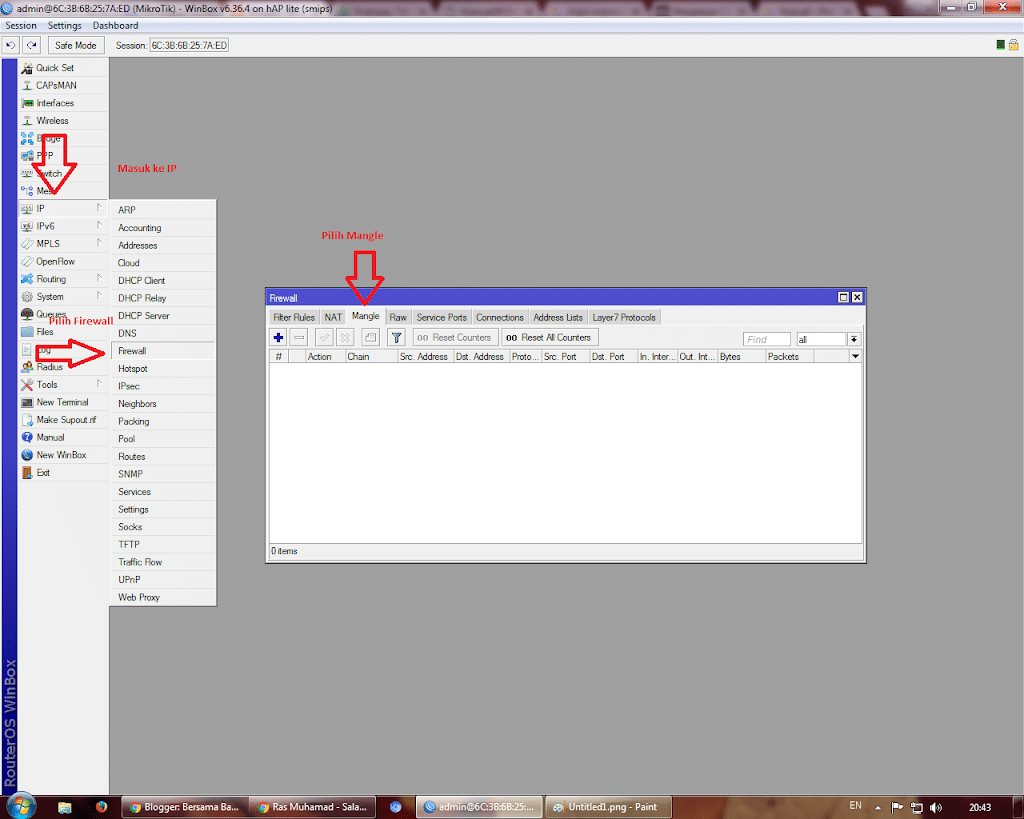 admin@6C:3B:6B:25:7A:ED (MikroTik) - WinBox v6.36.4 on hAP lite (smips)
Session Settings Dashboard
Safe Mode Session: 6C:3B:6B:25:7A:ED
Quick Set
CAPsMAN
Interfaces
Wireless
Bridge
PPP
Switch
Mesh
IP
IPv6
MPLS
OpenFlow
Routing
System
Queues
Files
Log
Radius
Tools
New Terminal
Make Supout.rif
Manual
New WinBox
Exit
RouterOS WinBox
Masuk ke IP
Pilih Firewall
ARP
Accounting
Addresses
Cloud
DHCP Client
DHCP Relay
DHCP Server
DNS
Firewall
Hotspot
IPsec
Neighbors
Packing
Pool
Routes
SNMP
Services
Settings
Socks
TFTP
Traffic Flow
UPnP
Web Proxy
Pilih Mangle
Firewall
Filter Rules NAT Mangle Raw Service Ports Connections Address Lists Layer7 Protocols
00 Reset Counters 00 Reset All Counters Find all
# Action Chain Src. Address Dst. Address Proto... Src. Port Dst. Port In. Inter... Out. Int... Bytes Packets
0 items
Blogger: Bersama Ba... Ras Muhamad - Sala... admin@6C:3B:6B:25:... Untitled1.png - Paint EN 20:43